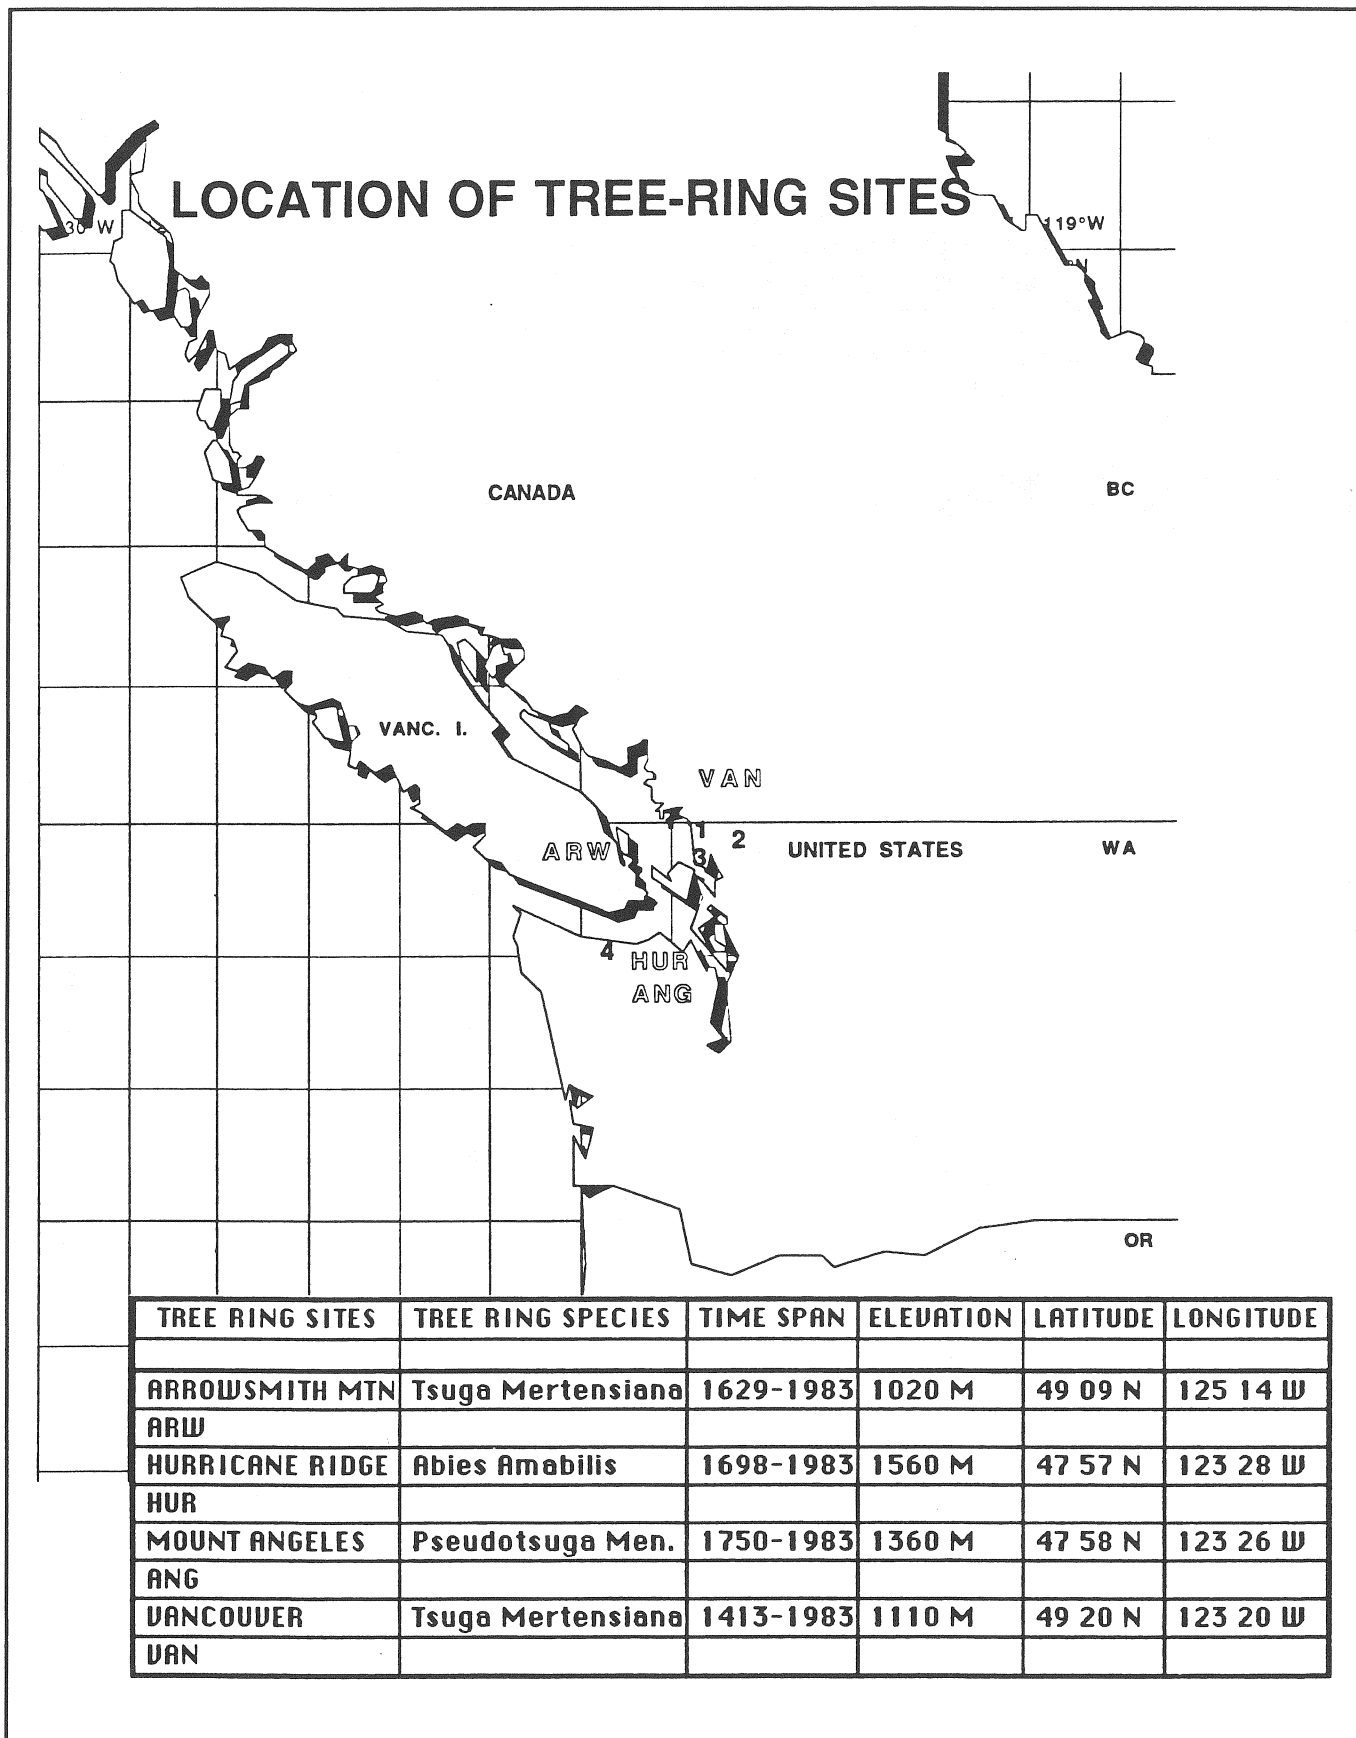 LOCATION OF TREE-RING SITES
30 W
119°W
°N
CANADA
BC
VANC. I.
VAN
1
2
UNITED STATES
WA
ARW
3
4
HUR
ANG
OR
TREE RING SITES TREE RING SPECIES TIME SPAN ELEVATION LATITUDE LONGITUDE
ARROWSMITH MTN Tsuga Mertensiana 1629-1983 1020 M 49 09 N 125 14 W
ARW
HURRICANE RIDGE Abies Amabilis 1698-1983 1560 M 47 57 N 123 28 W
HUR
MOUNT ANGELES Pseudotsuga Men. 1750-1983 1360 M 47 58 N 123 26 W
ANG
VANCOUVER Tsuga Mertensiana 1413-1983 1110 M 49 20 N 123 20 W
VAN